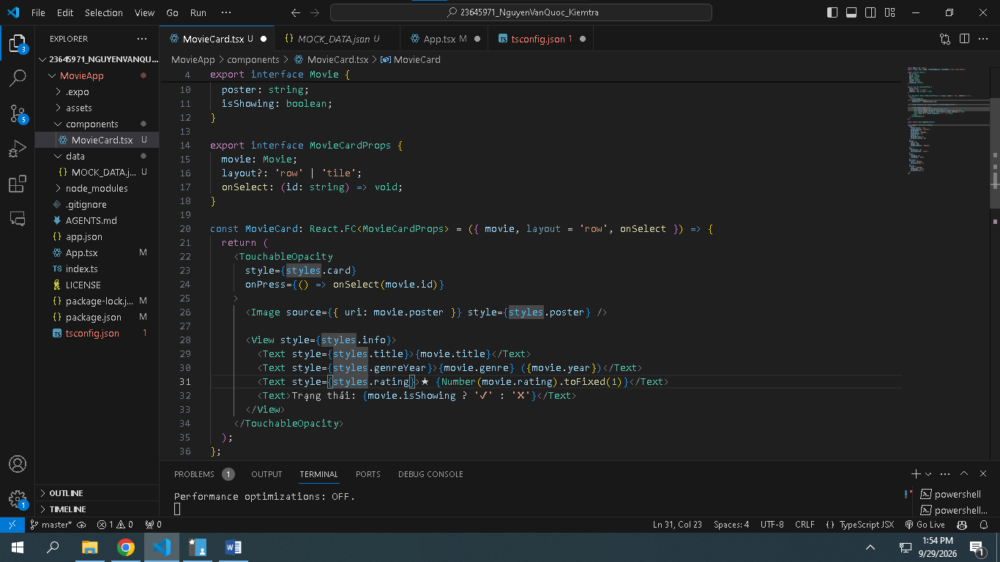 File Edit Selection View Go Run ··· 23645971_NguyenVanQuoc_Kiemtra
EXPLORER ···
3
23645971_NGUYENVANQU...
MovieApp
.expo
assets
components
MovieCard.tsx U
data
MOCK_DATA.j... U
node_modules
.gitignore
AGENTS.md
app.json
App.tsx M
TS index.ts
LICENSE
package-lock.j... M
package.json M
TS tsconfig.json 1
5
OUTLINE
TIMELINE
1
MovieCard.tsx U MOCK_DATA.json U App.tsx M TS tsconfig.json 1 ···
MovieApp > components > MovieCard.tsx > MovieCard
4 export interface Movie {
10 poster: string;
11 isShowing: boolean;
12 }
13
14 export interface MovieCardProps {
15 movie: Movie;
16 layout?: 'row' | 'tile';
17 onSelect: (id: string) => void;
18 }
19
20 const MovieCard: React.FC<MovieCardProps> = ({ movie, layout = 'row', onSelect }) => {
21 return (
22 <TouchableOpacity
23 style={styles.card}
24 onPress={() => onSelect(movie.id)}
25 >
26 <Image source={{ uri: movie.poster }} style={styles.poster} />
27
28 <View style={styles.info}>
29 <Text style={styles.title}>{movie.title}</Text>
30 <Text style={styles.genreYear}>{movie.genre} ({movie.year})</Text>
31 <Text style={styles.rating}>★ {Number(movie.rating).toFixed(1)}</Text>
32 <Text>Trạng thái: {movie.isShowing ? '✓' : '✗'}</Text>
33 </View>
34 </TouchableOpacity>
35 );
36 };
PROBLEMS 1 OUTPUT TERMINAL PORTS DEBUG CONSOLE ···
Performance optimizations: OFF.
powershell
powershell...
master* 1 0 0 Ln 31, Col 23 Spaces: 4 UTF-8 CRLF {} TypeScript JSX Go Live
1:54 PM
9/29/2026
1